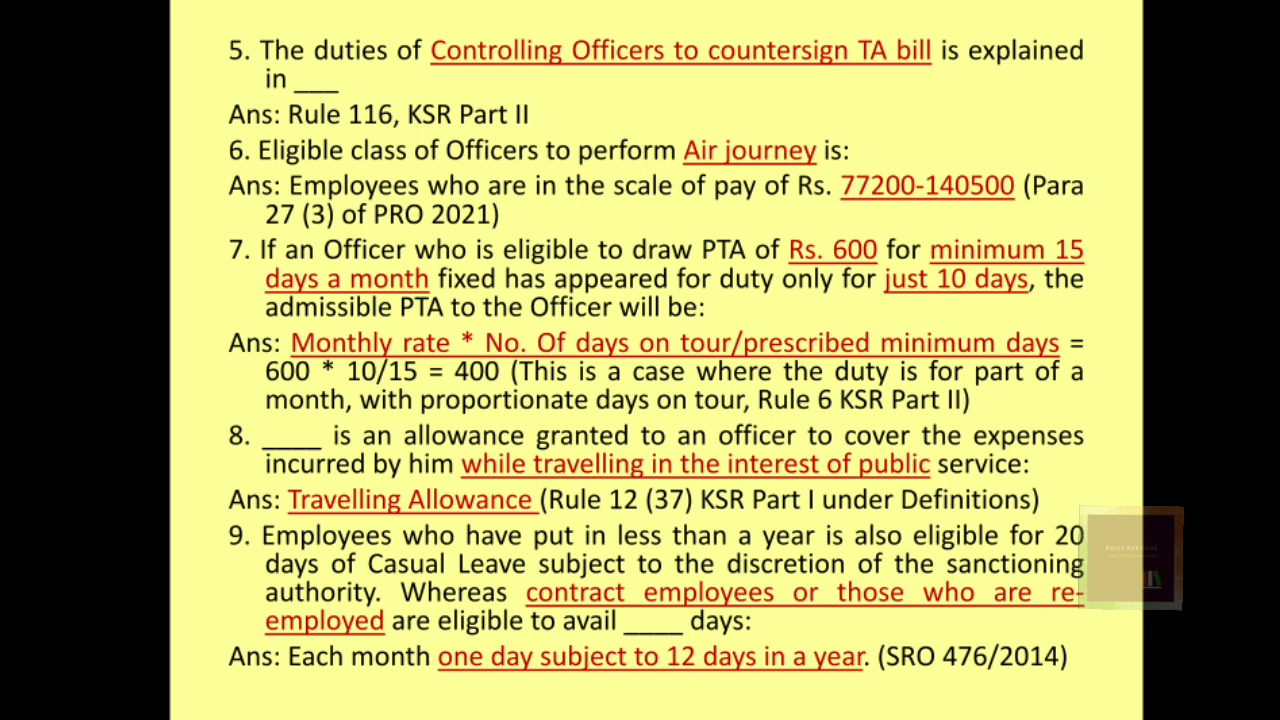 5. The duties of Controlling Officers to countersign TA bill is explained
in ___
Ans: Rule 116, KSR Part II
6. Eligible class of Officers to perform Air journey is:
Ans: Employees who are in the scale of pay of Rs. 77200-140500 (Para
27 (3) of PRO 2021)
7. If an Officer who is eligible to draw PTA of Rs. 600 for minimum 15
days a month fixed has appeared for duty only for just 10 days, the
admissible PTA to the Officer will be:
Ans: Monthly rate * No. Of days on tour/prescribed minimum days =
600 * 10/15 = 400 (This is a case where the duty is for part of a
month, with proportionate days on tour, Rule 6 KSR Part II)
8. ____ is an allowance granted to an officer to cover the expenses
incurred by him while travelling in the interest of public service:
Ans: Travelling Allowance (Rule 12 (37) KSR Part I under Definitions)
9. Employees who have put in less than a year is also eligible for 20
days of Casual Leave subject to the discretion of the sanctioning
authority. Whereas contract employees or those who are re-
employed are eligible to avail ____ days:
Ans: Each month one day subject to 12 days in a year. (SRO 476/2014)